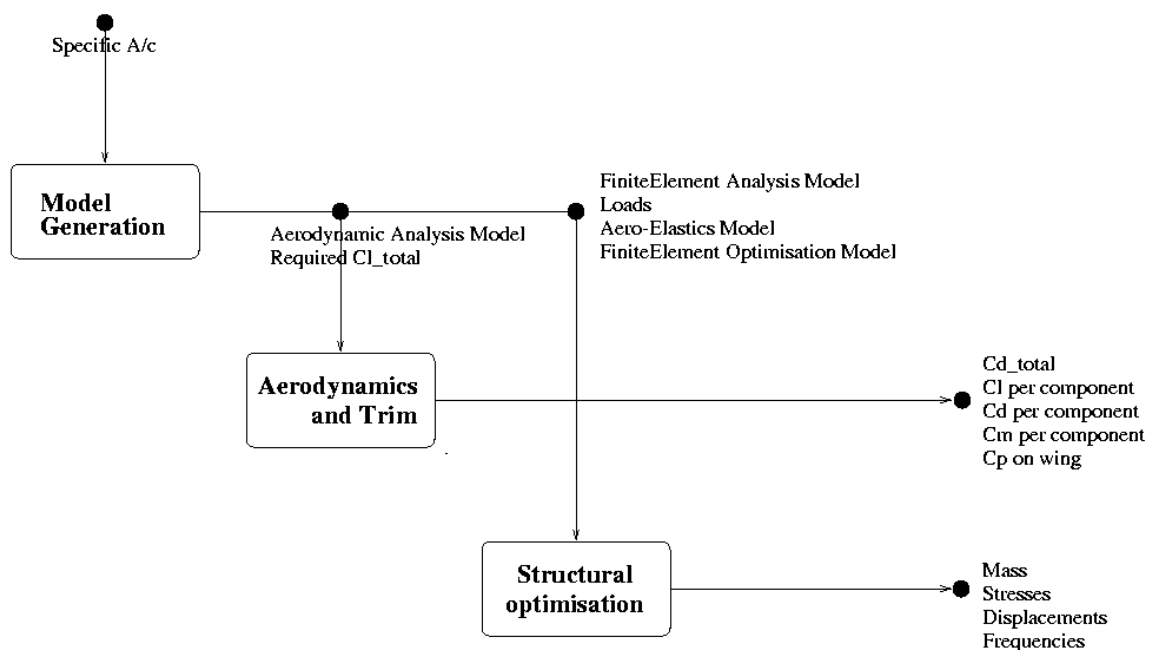 Specific A/c
Model
Generation
Aerodynamic Analysis Model
Required Cl_total
FiniteElement Analysis Model
Loads
Aero-Elastics Model
FiniteElement Optimisation Model
Aerodynamics
and Trim
Cd_total
Cl per component
Cd per component
Cm per component
Cp on wing
Structural
optimisation
Mass
Stresses
Displacements
Frequencies